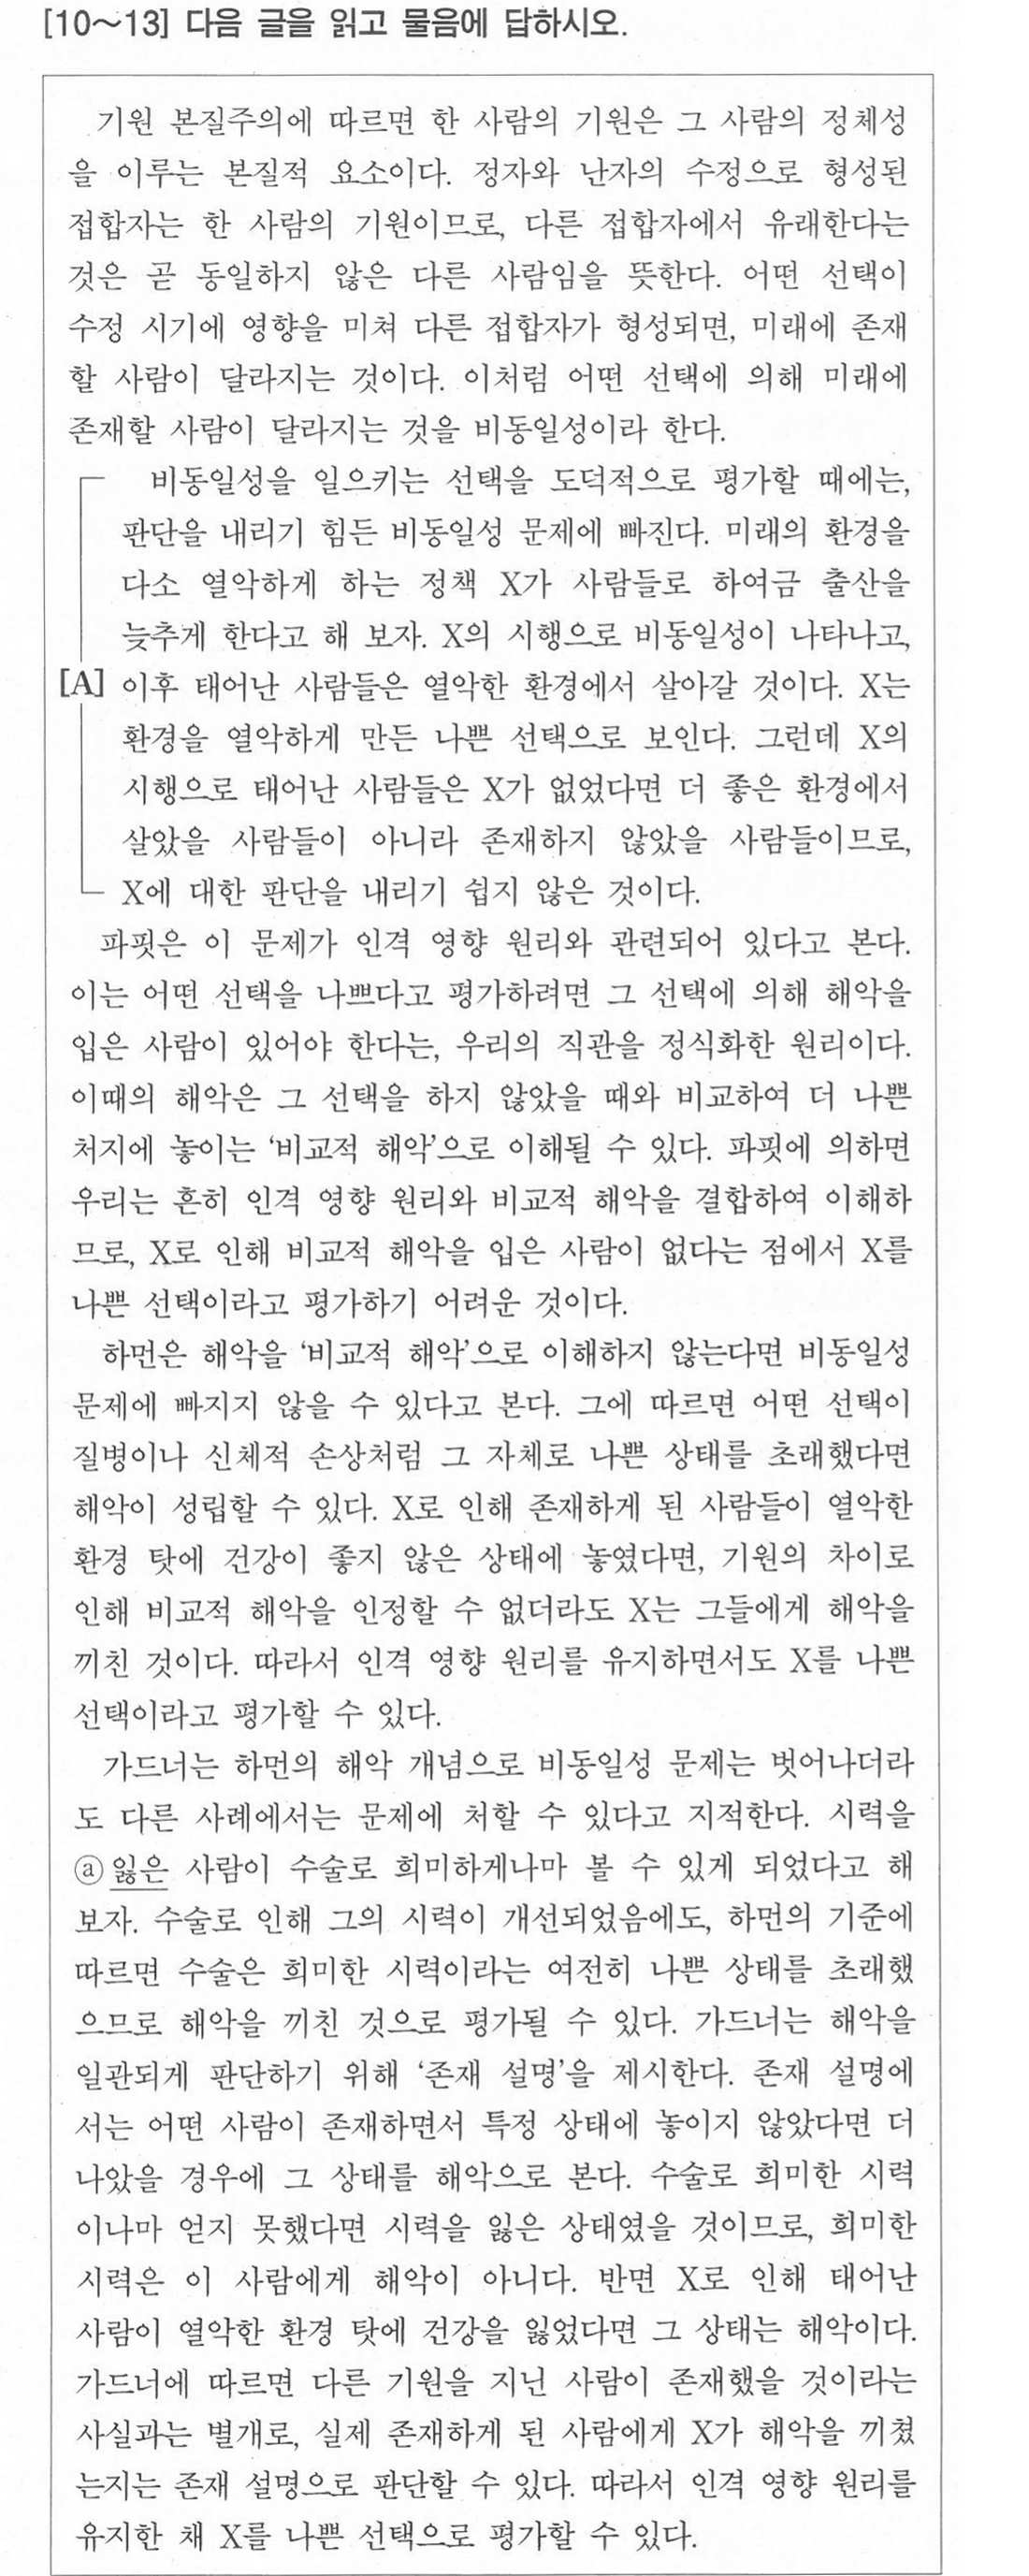 [10～13] 다음 글을 읽고 물음에 답하시오.
기원 본질주의에 따르면 한 사람의 기원은 그 사람의 정체성
을 이루는 본질적 요소이다. 정자와 난자의 수정으로 형성된
접합자는 한 사람의 기원이므로, 다른 접합자에서 유래한다는
것은 곧 동일하지 않은 다른 사람임을 뜻한다. 어떤 선택이
수정 시기에 영향을 미쳐 다른 접합자가 형성되면, 미래에 존재
할 사람이 달라지는 것이다. 이처럼 어떤 선택에 의해 미래에
존재할 사람이 달라지는 것을 비동일성이라 한다.
비동일성을 일으키는 선택을 도덕적으로 평가할 때에는,
판단을 내리기 힘든 비동일성 문제에 빠진다. 미래의 환경을
다소 열악하게 하는 정책 X가 사람들로 하여금 출산을
늦추게 한다고 해 보자. X의 시행으로 비동일성이 나타나고,
[A] 이후 태어난 사람들은 열악한 환경에서 살아갈 것이다. X는
환경을 열악하게 만든 나쁜 선택으로 보인다. 그런데 X의
시행으로 태어난 사람들은 X가 없었다면 더 좋은 환경에서
살았을 사람들이 아니라 존재하지 않았을 사람들이므로,
X에 대한 판단을 내리기 쉽지 않은 것이다.
파핏은 이 문제가 인격 영향 원리와 관련되어 있다고 본다.
이는 어떤 선택을 나쁘다고 평가하려면 그 선택에 의해 해악을
입은 사람이 있어야 한다는, 우리의 직관을 정식화한 원리이다.
이때의 해악은 그 선택을 하지 않았을 때와 비교하여 더 나쁜
처지에 놓이는 ‘비교적 해악’으로 이해될 수 있다. 파핏에 의하면
우리는 흔히 인격 영향 원리와 비교적 해악을 결합하여 이해하
므로, X로 인해 비교적 해악을 입은 사람이 없다는 점에서 X를
나쁜 선택이라고 평가하기 어려운 것이다.
하먼은 해악을 ‘비교적 해악’으로 이해하지 않는다면 비동일성
문제에 빠지지 않을 수 있다고 본다. 그에 따르면 어떤 선택이
질병이나 신체적 손상처럼 그 자체로 나쁜 상태를 초래했다면
해악이 성립할 수 있다. X로 인해 존재하게 된 사람들이 열악한
환경 탓에 건강이 좋지 않은 상태에 놓였다면, 기원의 차이로
인해 비교적 해악을 인정할 수 없더라도 X는 그들에게 해악을
끼친 것이다. 따라서 인격 영향 원리를 유지하면서도 X를 나쁜
선택이라고 평가할 수 있다.
가드너는 하먼의 해악 개념으로 비동일성 문제는 벗어나더라
도 다른 사례에서는 문제에 처할 수 있다고 지적한다. 시력을
ⓐ 잃은 사람이 수술로 희미하게나마 볼 수 있게 되었다고 해
보자. 수술로 인해 그의 시력이 개선되었음에도, 하먼의 기준에
따르면 수술은 희미한 시력이라는 여전히 나쁜 상태를 초래했
으므로 해악을 끼친 것으로 평가될 수 있다. 가드너는 해악을
일관되게 판단하기 위해 ‘존재 설명’을 제시한다. 존재 설명에
서는 어떤 사람이 존재하면서 특정 상태에 놓이지 않았다면 더
나았을 경우에 그 상태를 해악으로 본다. 수술로 희미한 시력
이나마 얻지 못했다면 시력을 잃은 상태였을 것이므로, 희미한
시력은 이 사람에게 해악이 아니다. 반면 X로 인해 태어난
사람이 열악한 환경 탓에 건강을 잃었다면 그 상태는 해악이다.
가드너에 따르면 다른 기원을 지닌 사람이 존재했을 것이라는
사실과는 별개로, 실제 존재하게 된 사람에게 X가 해악을 끼쳤
는지는 존재 설명으로 판단할 수 있다. 따라서 인격 영향 원리를
유지한 채 X를 나쁜 선택으로 평가할 수 있다.